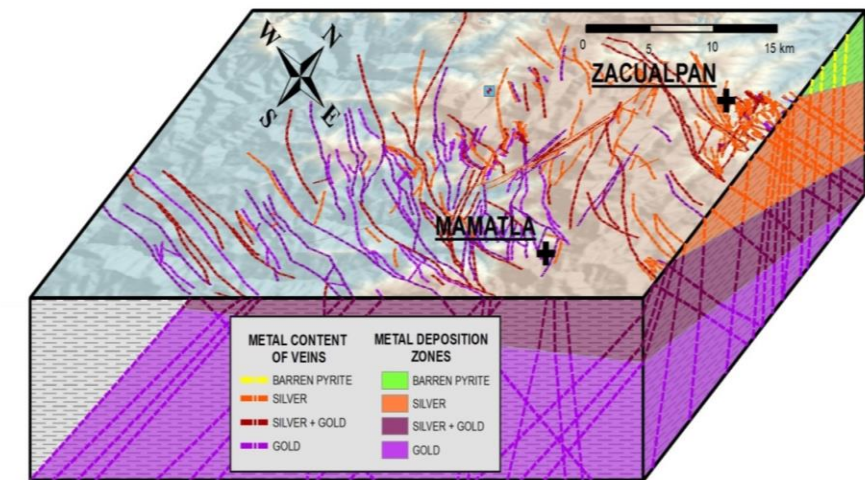 W N
S E
0 5 10 15 km
ZACUALPAN
MAMATLA
METAL CONTENT
OF VEINS
BARREN PYRITE
SILVER
SILVER + GOLD
GOLD
METAL DEPOSITION
ZONES
BARREN PYRITE
SILVER
SILVER + GOLD
GOLD